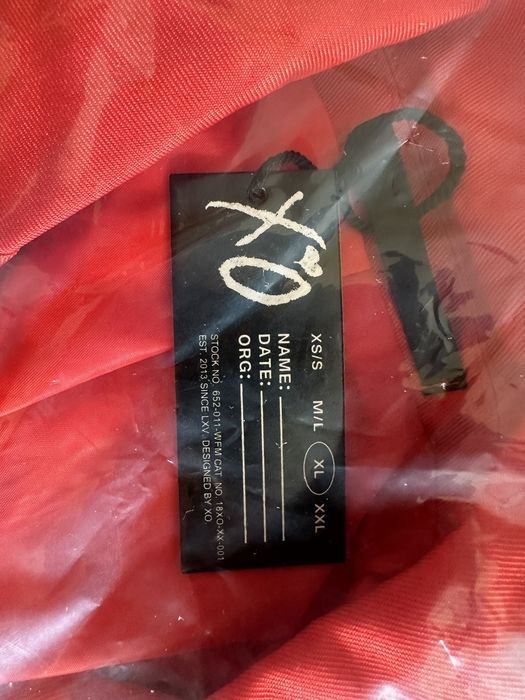 XO
XS/S M/L XL XXL
NAME:
DATE:
ORG:
STOCK NO. 652-011-WFM CAT NO. 18XO-XX-001
EST. 2013 SINCE LXV. DESIGNED BY XO.